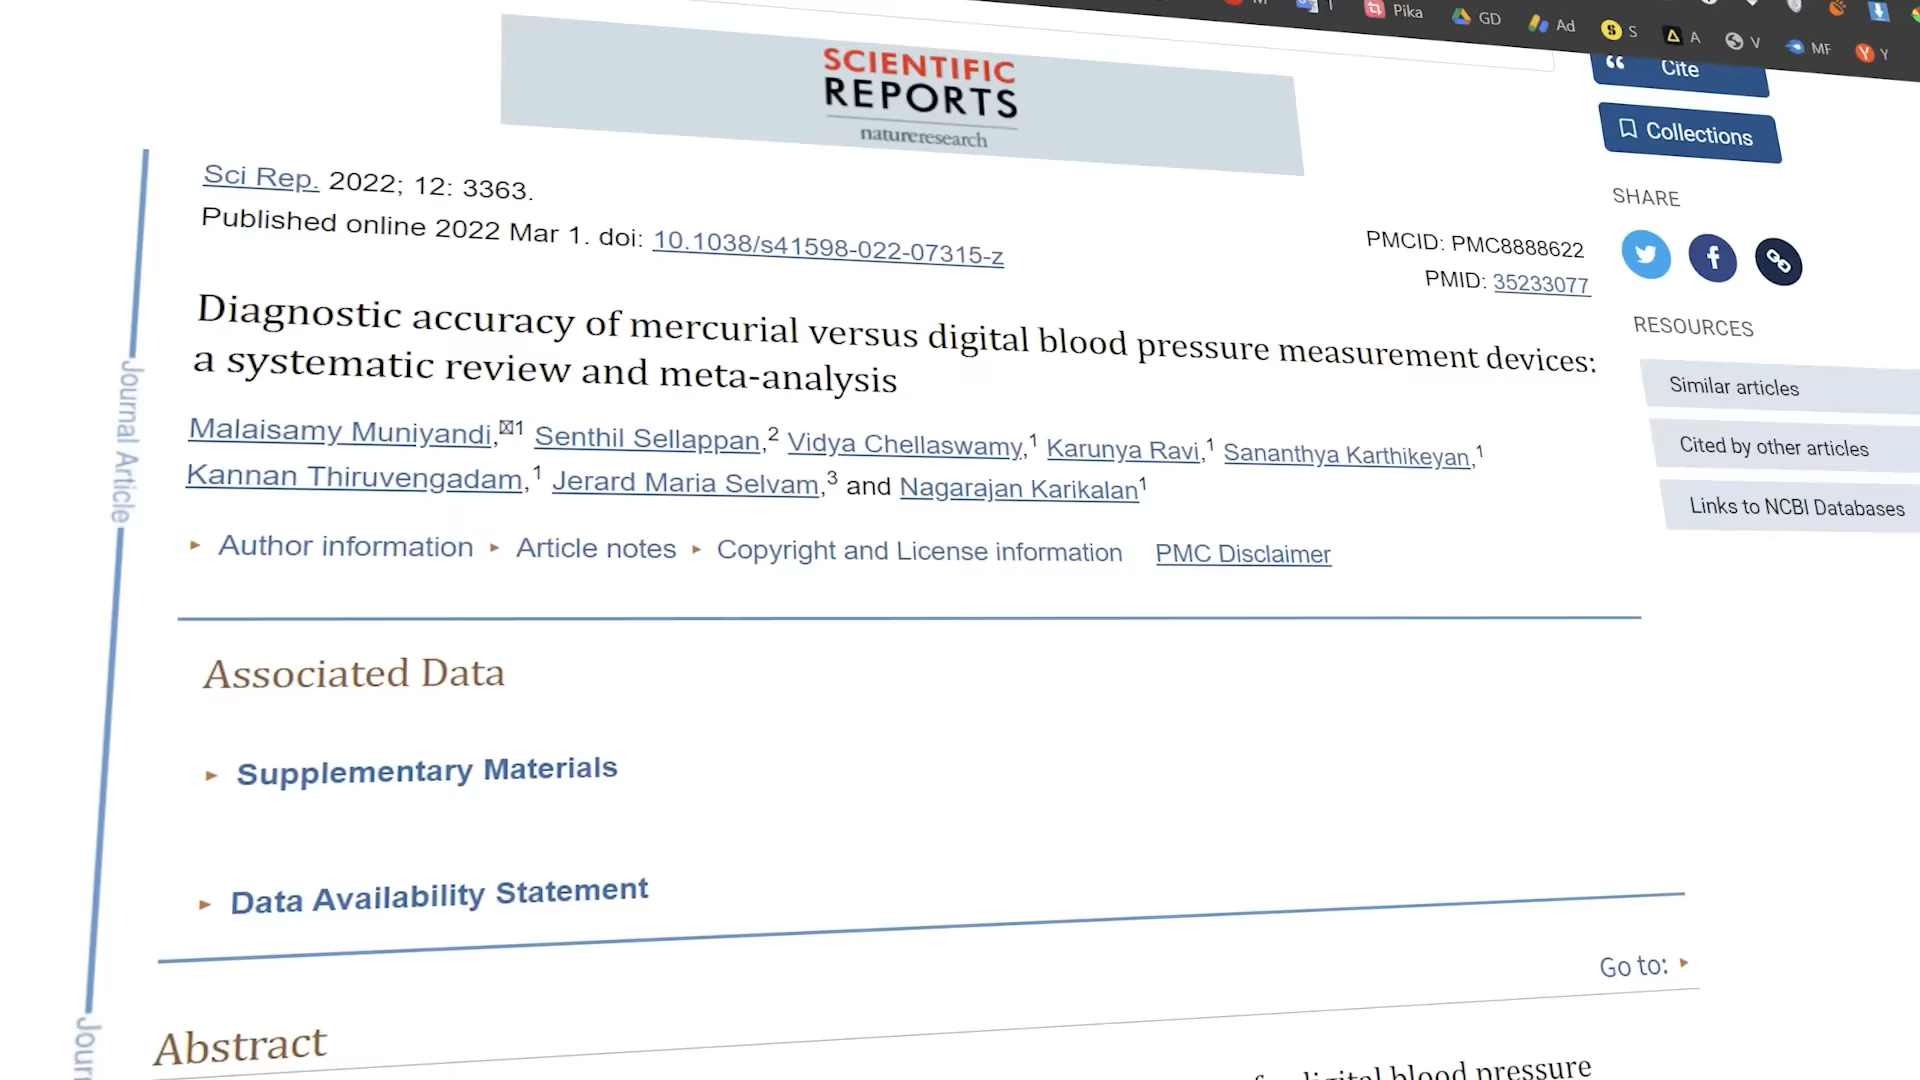 Pika
GD
Ad
S
A
V
MF
Y
Cite
Collections
SCIENTIFIC
REPORTS
natureresearch
Sci Rep. 2022; 12: 3363.
Published online 2022 Mar 1. doi: 10.1038/s41598-022-07315-z
PMCID: PMC8888622
PMID: 35233077
SHARE
RESOURCES
Similar articles
Cited by other articles
Links to NCBI Databases
Diagnostic accuracy of mercurial versus digital blood pressure measurement devices:
a systematic review and meta-analysis
Malaisamy Muniyandi,1 Senthil Sellappan,2 Vidya Chellaswamy,1 Karunya Ravi,1 Sananthya Karthikeyan,1
Kannan Thiruvengadam,1 Jerard Maria Selvam,3 and Nagarajan Karikalan1
Author information Article notes Copyright and License information PMC Disclaimer
Journal Article
Associated Data
Supplementary Materials
Data Availability Statement
Go to:
Abstract
digital blood pressure